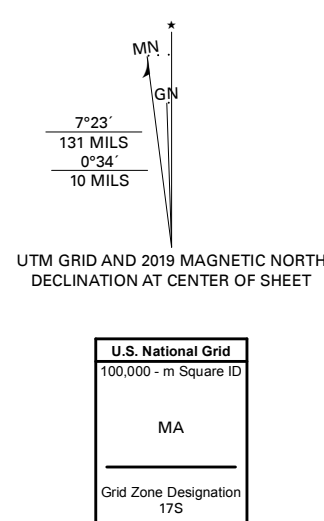 MN
GN
7°23´
131 MILS
0°34´
10 MILS
UTM GRID AND 2019 MAGNETIC NORTH
DECLINATION AT CENTER OF SHEET
U.S. National Grid
100,000 - m Square ID
MA
Grid Zone Designation
17S